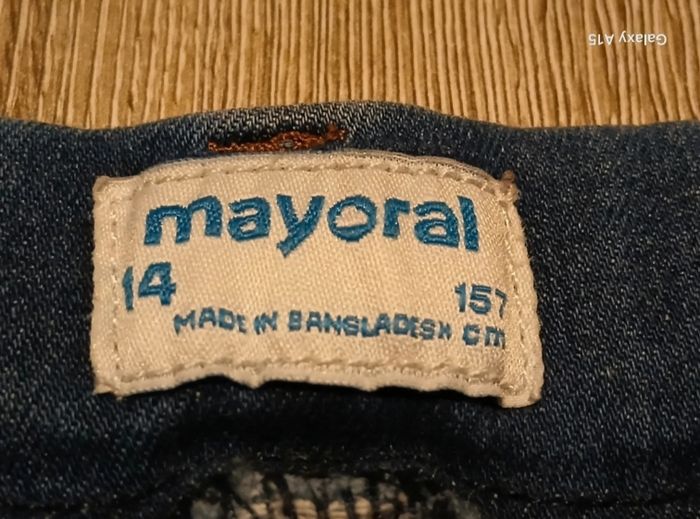 Galaxy A15
mayoral
14
157
MADE IN BANGLADESH cm